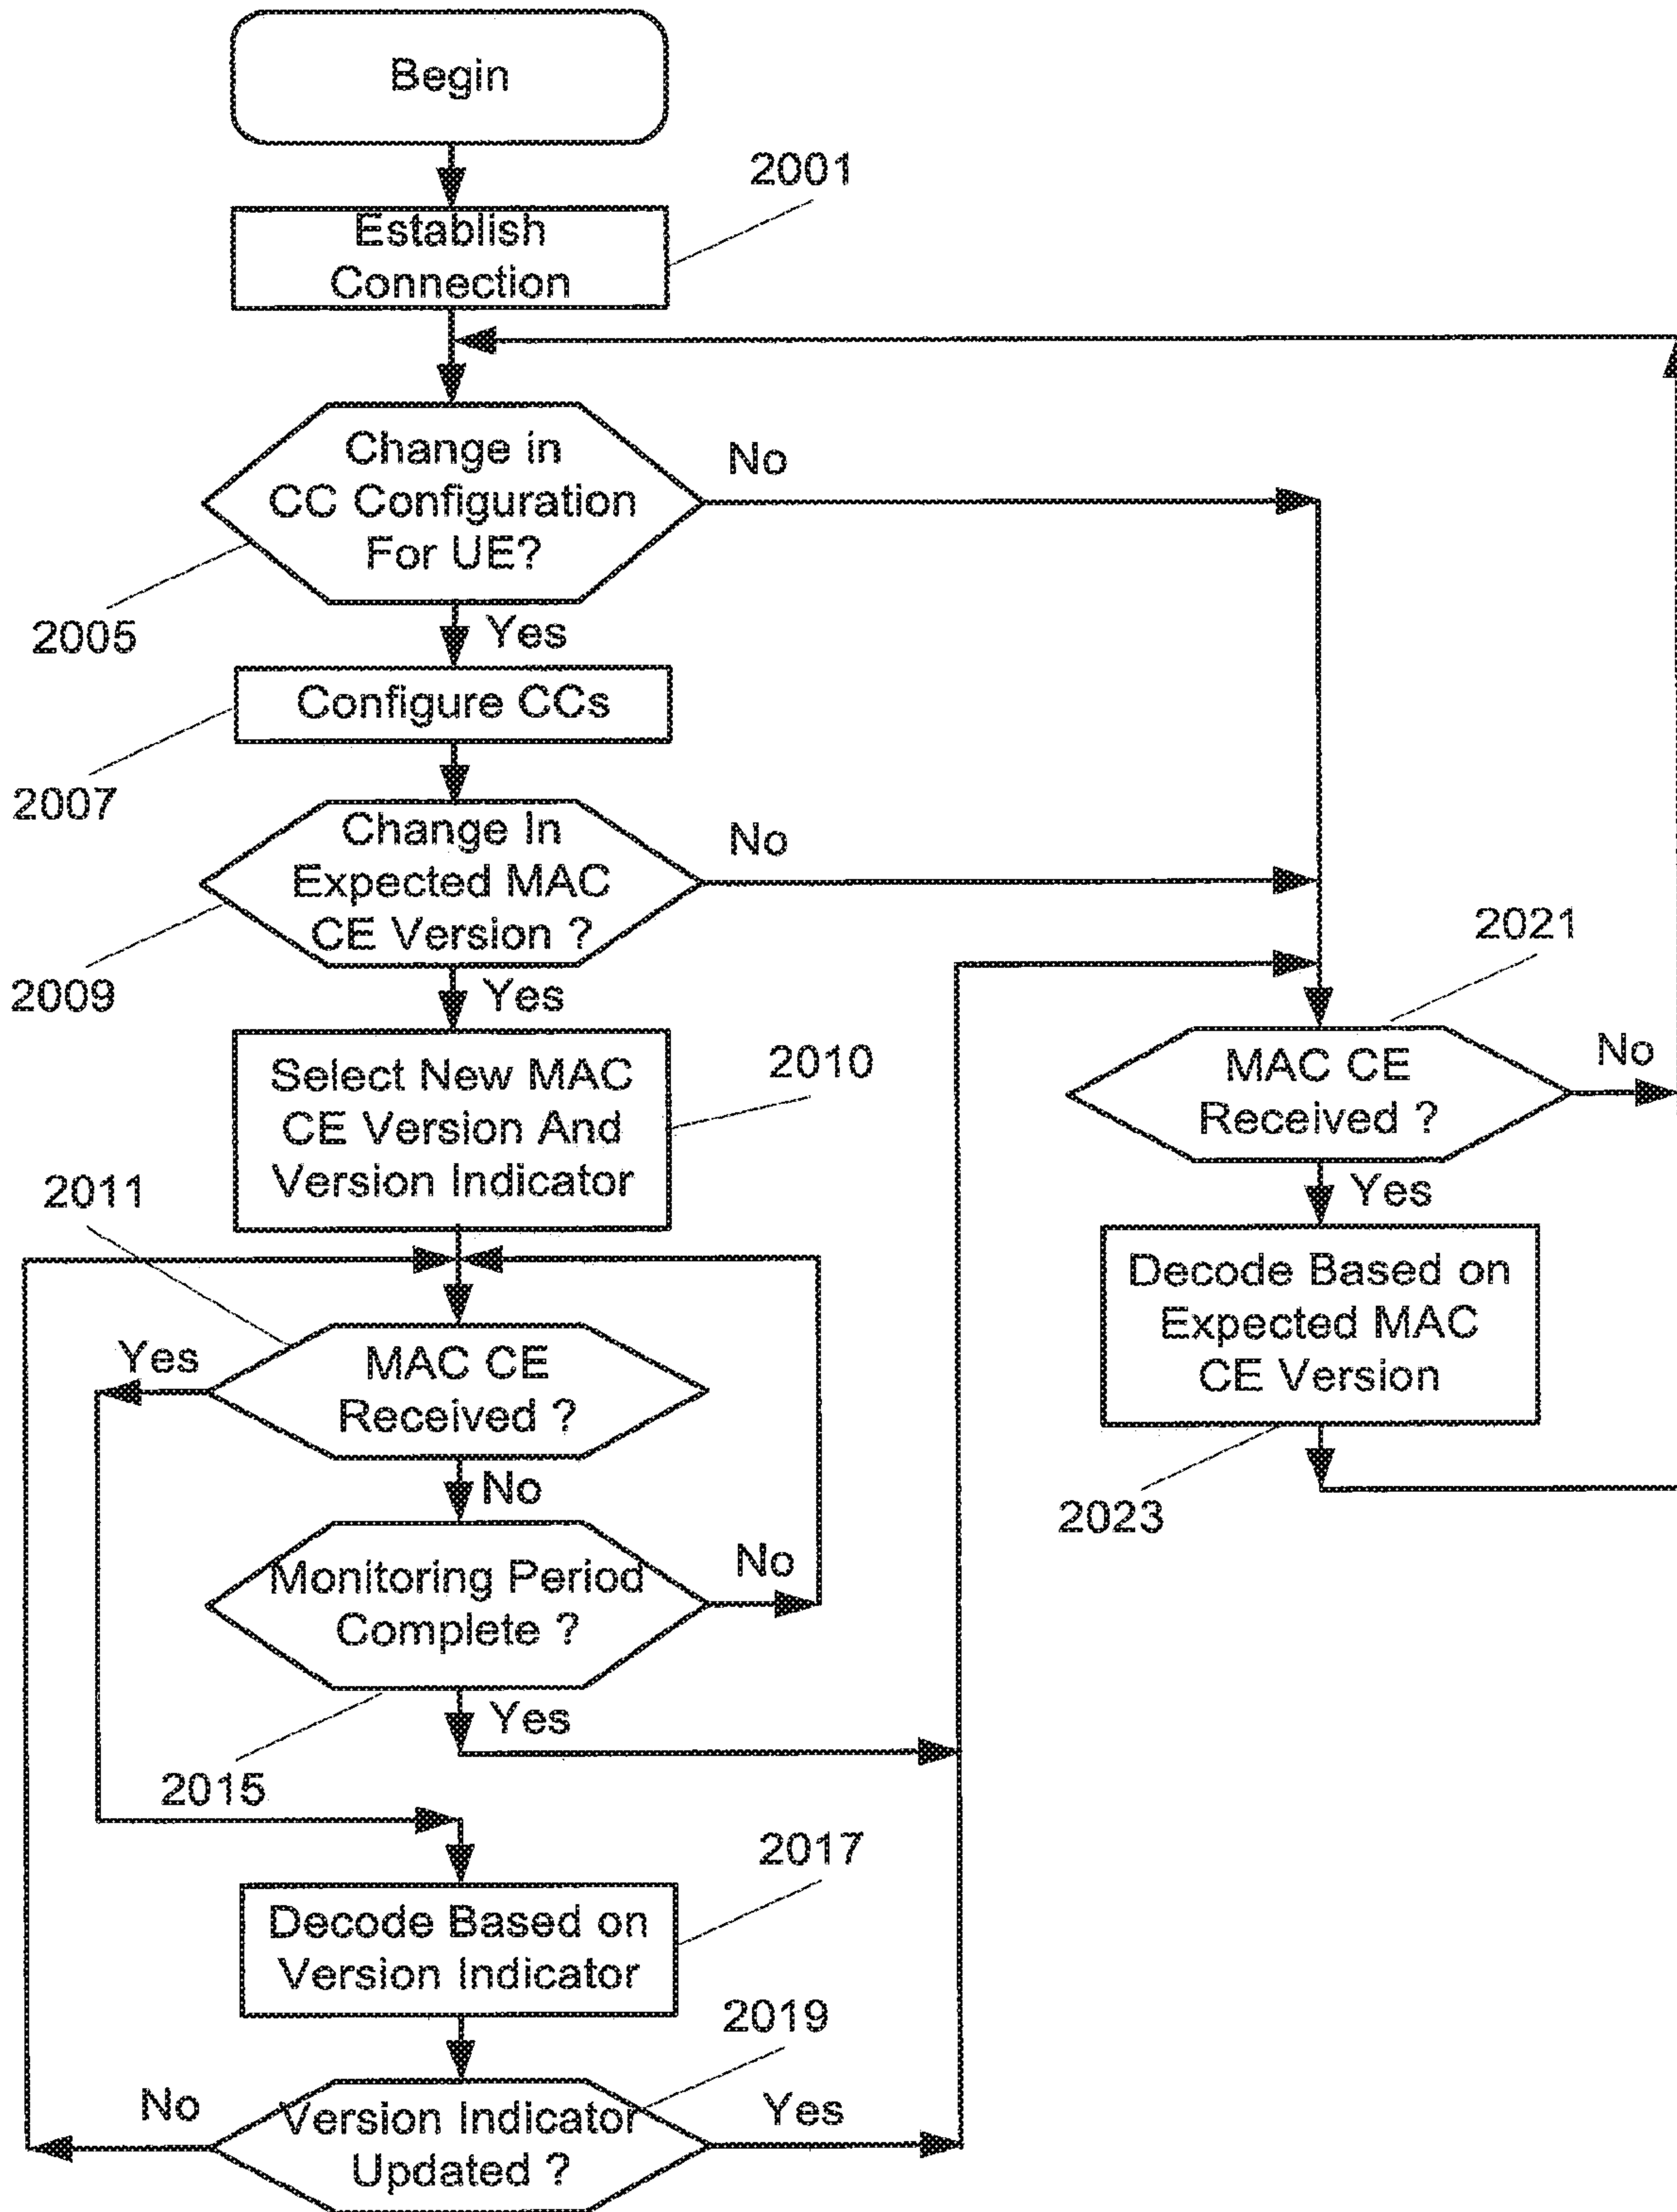 Begin
2001
Establish
Connection
Change in
CC Configuration
For UE?
No
2005
Yes
Configure CCs
2007
Change In
Expected MAC
CE Version ?
No
2009
Yes
Select New MAC
CE Version And
Version Indicator
2010
2011
MAC CE
Received ?
Yes
No
Monitoring Period
Complete ?
No
Yes
2015
2017
Decode Based on
Version Indicator
2019
Version Indicator
Updated ?
No
Yes
2021
MAC CE
Received ?
No
Yes
Decode Based on
Expected MAC
CE Version
2023